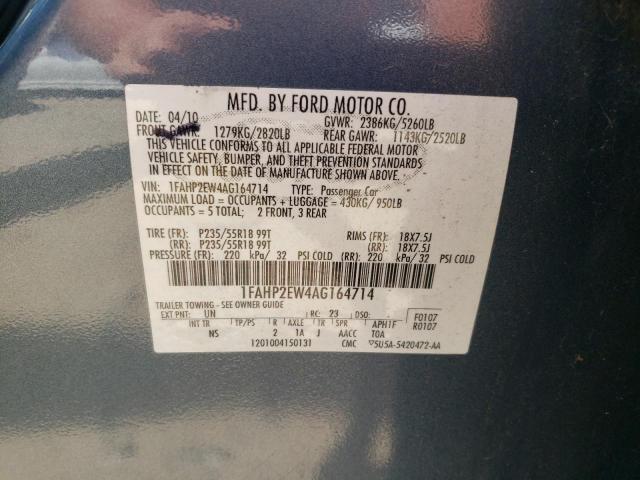 MFD. BY FORD MOTOR CO.
DATE: 04/10 GVWR: 2386KG/5260LB
FRONT GAWR: 1279KG/2820LB REAR GAWR: 1143KG/2520LB
THIS VEHICLE CONFORMS TO ALL APPLICABLE FEDERAL MOTOR
VEHICLE SAFETY, BUMPER, AND THEFT PREVENTION STANDARDS
IN EFFECT ON THE DATE OF MANUFACTURE SHOWN ABOVE.
VIN: 1FAHP2EW4AG164714 TYPE: Passenger Car
MAXIMUM LOAD = OCCUPANTS + LUGGAGE = 430KG/950LB
OCCUPANTS = 5 TOTAL; 2 FRONT, 3 REAR
TIRE (FR): P235/55R18 99T RIMS (FR): 18X7.5J
(RR): P235/55R18 99T (RR): 18X7.5J
PRESSURE (FR): 220 kPa/ 32 PSI COLD (RR): 220 kPa/ 32 PSI COLD
1FAHP2EW4AG164714
TRAILER TOWING - SEE OWNER GUIDE
EXT PNT: UN RC: 23 DSO: F0107
R0107
INT TR TP/PS R AXLE TR SPR APH1F
NS 2 1A J AACC TOA
1201004150131 CMC ▽5U5A-5420472-AA